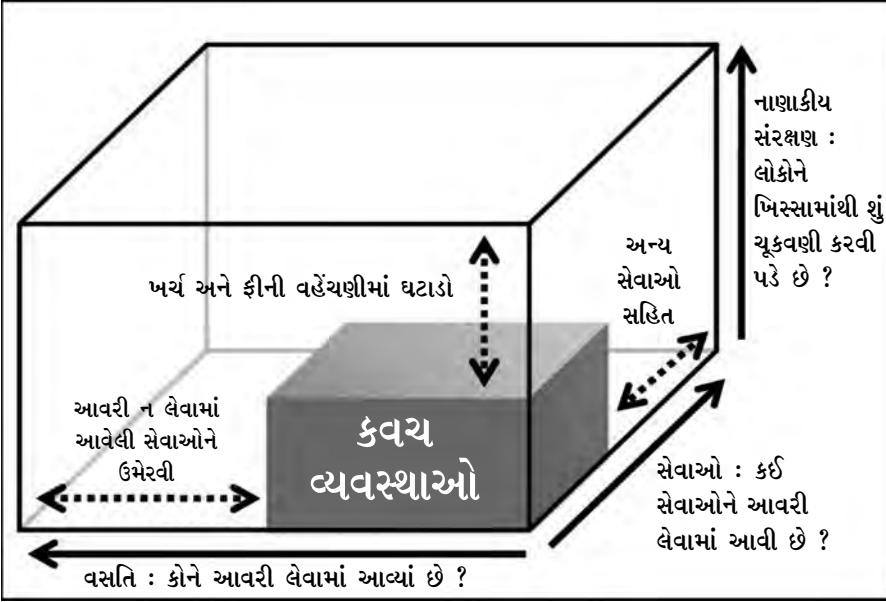 નાણાકીય
સંરક્ષણ :
લોકોને
ખિસ્સામાંથી શું
ચૂકવણી કરવી
પડે છે ?
અન્ય
સેવાઓ
સહિત
ખર્ચ અને ફીની વહેંચણીમાં ઘટાડો
આવરી ન લેવામાં
આવેલી સેવાઓને
ઉમેરવી
કવચ
વ્યવસ્થાઓ
સેવાઓ : કઈ
સેવાઓને આવરી
લેવામાં આવી છે ?
વસતિ : કોને આવરી લેવામાં આવ્યાં છે ?